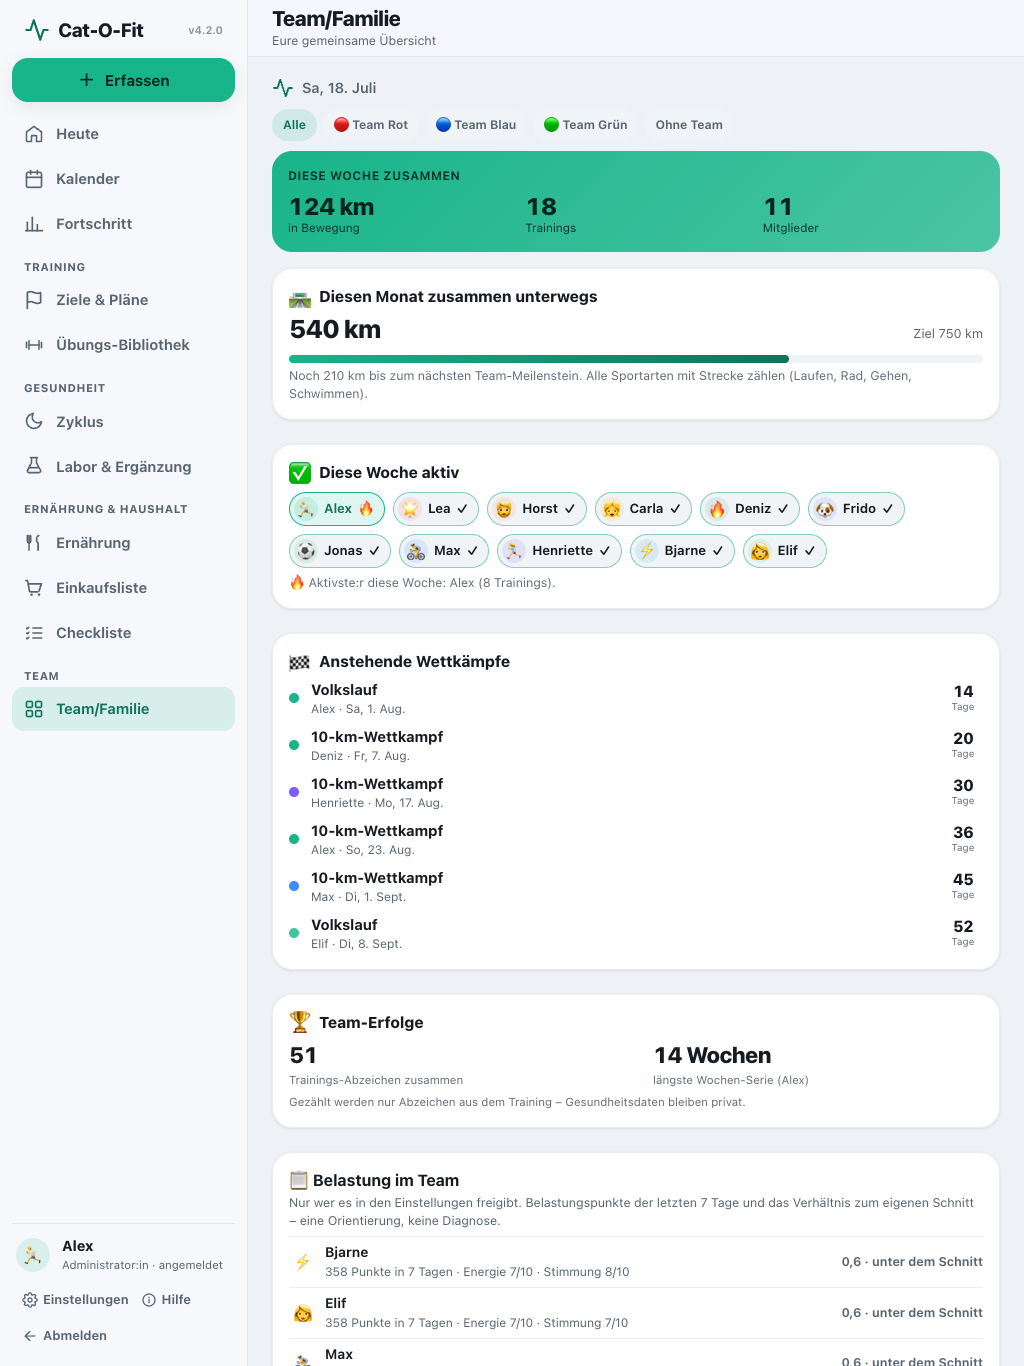 Cat-O-Fit
v4.2.0
Erfassen
Heute
Kalender
Fortschritt
TRAINING
Ziele & Pläne
Übungs-Bibliothek
GESUNDHEIT
Zyklus
Labor & Ergänzung
ERNÄHRUNG & HAUSHALT
Ernährung
Einkaufsliste
Checkliste
TEAM
Team/Familie
Alex
Administrator:in · angemeldet
Einstellungen
Hilfe
Abmelden
Team/Familie
Eure gemeinsame Übersicht
Sa, 18. Juli
Alle
Team Rot
Team Blau
Team Grün
Ohne Team
DIESE WOCHE ZUSAMMEN
124 km
in Bewegung
18
Trainings
11
Mitglieder
Diesen Monat zusammen unterwegs
540 km
Ziel 750 km
Noch 210 km bis zum nächsten Team-Meilenstein. Alle Sportarten mit Strecke zählen (Laufen, Rad, Gehen,
Schwimmen).
Diese Woche aktiv
Alex
Lea ✓
Horst ✓
Carla ✓
Deniz ✓
Frido ✓
Jonas ✓
Max ✓
Henriette ✓
Bjarne ✓
Elif ✓
Aktivste:r diese Woche: Alex (8 Trainings).
Anstehende Wettkämpfe
Volkslauf
Alex · Sa, 1. Aug.
14
Tage
10-km-Wettkampf
Deniz · Fr, 7. Aug.
20
Tage
10-km-Wettkampf
Henriette · Mo, 17. Aug.
30
Tage
10-km-Wettkampf
Alex · So, 23. Aug.
36
Tage
10-km-Wettkampf
Max · Di, 1. Sept.
45
Tage
Volkslauf
Elif · Di, 8. Sept.
52
Tage
Team-Erfolge
51
Trainings-Abzeichen zusammen
14 Wochen
längste Wochen-Serie (Alex)
Gezählt werden nur Abzeichen aus dem Training – Gesundheitsdaten bleiben privat.
Belastung im Team
Nur wer es in den Einstellungen freigibt. Belastungspunkte der letzten 7 Tage und das Verhältnis zum eigenen Schnitt
– eine Orientierung, keine Diagnose.
Bjarne
358 Punkte in 7 Tagen · Energie 7/10 · Stimmung 8/10
0,6 · unter dem Schnitt
Elif
358 Punkte in 7 Tagen · Energie 7/10 · Stimmung 7/10
0,6 · unter dem Schnitt
Max
0,6 · unter dem Schnitt